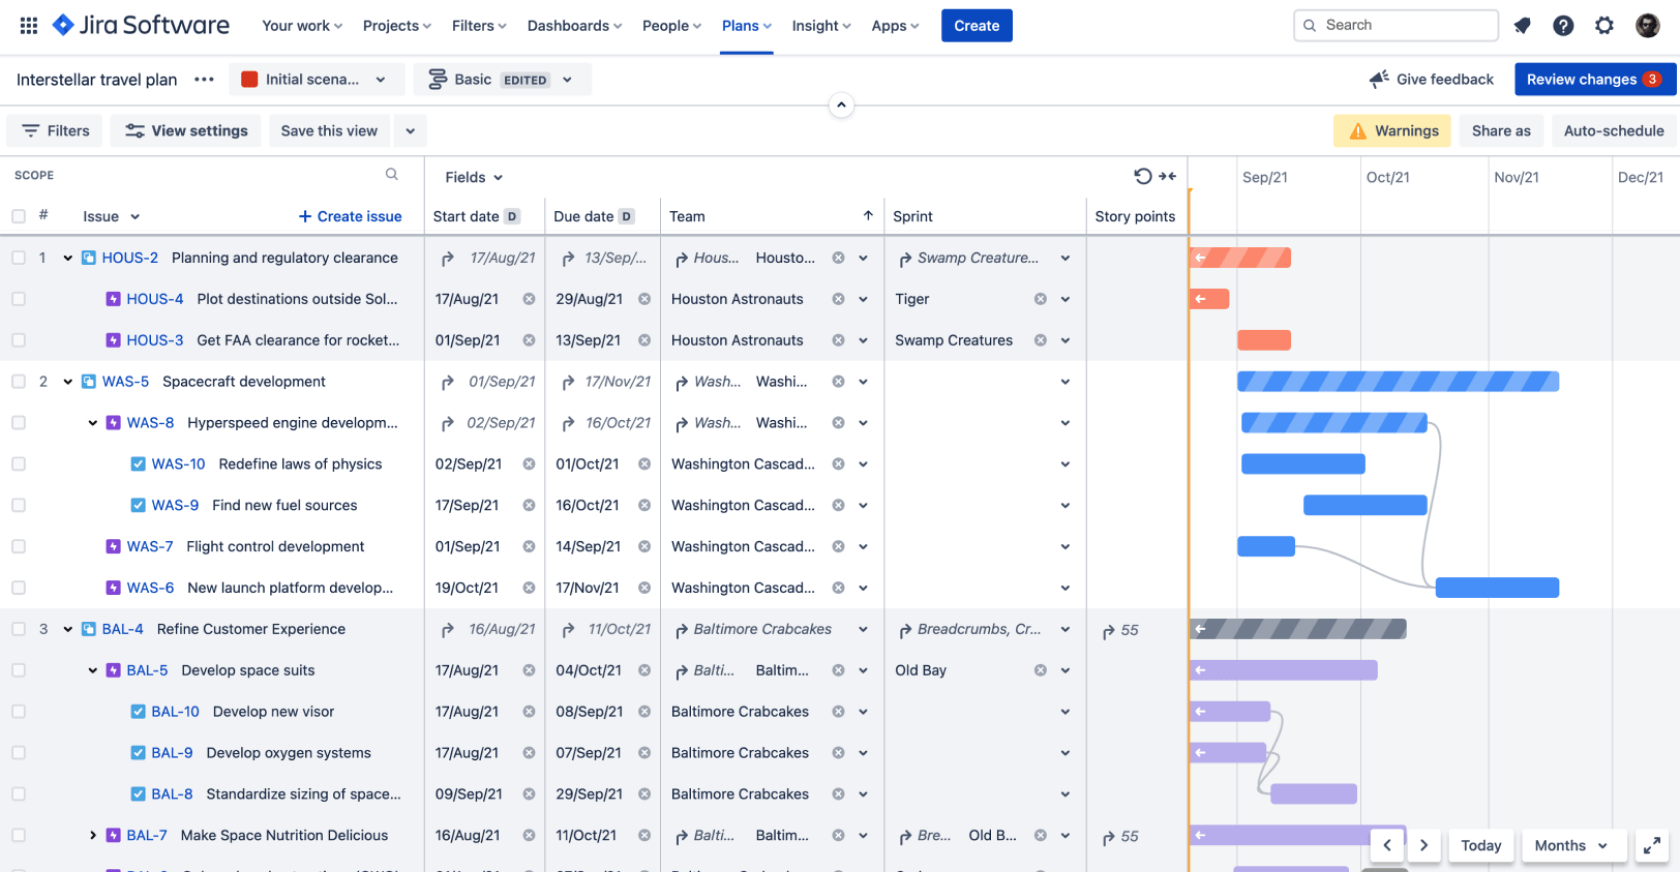 Jira Software Your work Projects Filters Dashboards People Plans Insight Apps Create Search
Interstellar travel plan ••• Initial scena... Basic EDITED Give feedback Review changes 3
Filters View settings Save this view Warnings Share as Auto-schedule
SCOPE Fields Sep/21 Oct/21 Nov/21 Dec/21
# Issue + Create issue Start date D Due date D Team Sprint Story points
1 HOUS-2 Planning and regulatory clearance 17/Aug/21 13/Sep/... Hous... Housto... Swamp Creature...
HOUS-4 Plot destinations outside Sol... 17/Aug/21 29/Aug/21 Houston Astronauts Tiger
HOUS-3 Get FAA clearance for rocket... 01/Sep/21 13/Sep/21 Houston Astronauts Swamp Creatures
2 WAS-5 Spacecraft development 01/Sep/21 17/Nov/21 Wash... Washi...
WAS-8 Hyperspeed engine developm... 02/Sep/21 16/Oct/21 Wash... Washi...
WAS-10 Redefine laws of physics 02/Sep/21 01/Oct/21 Washington Cascad...
WAS-9 Find new fuel sources 17/Sep/21 16/Oct/21 Washington Cascad...
WAS-7 Flight control development 01/Sep/21 14/Sep/21 Washington Cascad...
WAS-6 New launch platform develop... 19/Oct/21 17/Nov/21 Washington Cascad...
3 BAL-4 Refine Customer Experience 16/Aug/21 11/Oct/21 Baltimore Crabcakes Breadcrumbs, Cr... 55
BAL-5 Develop space suits 17/Aug/21 04/Oct/21 Balti... Baltim... Old Bay
BAL-10 Develop new visor 17/Aug/21 08/Sep/21 Baltimore Crabcakes
BAL-9 Develop oxygen systems 17/Aug/21 07/Sep/21 Baltimore Crabcakes
BAL-8 Standardize sizing of space... 09/Sep/21 29/Sep/21 Baltimore Crabcakes
BAL-7 Make Space Nutrition Delicious 16/Aug/21 11/Oct/21 Balti... Baltim... Bre... Old B... 55
Today Months